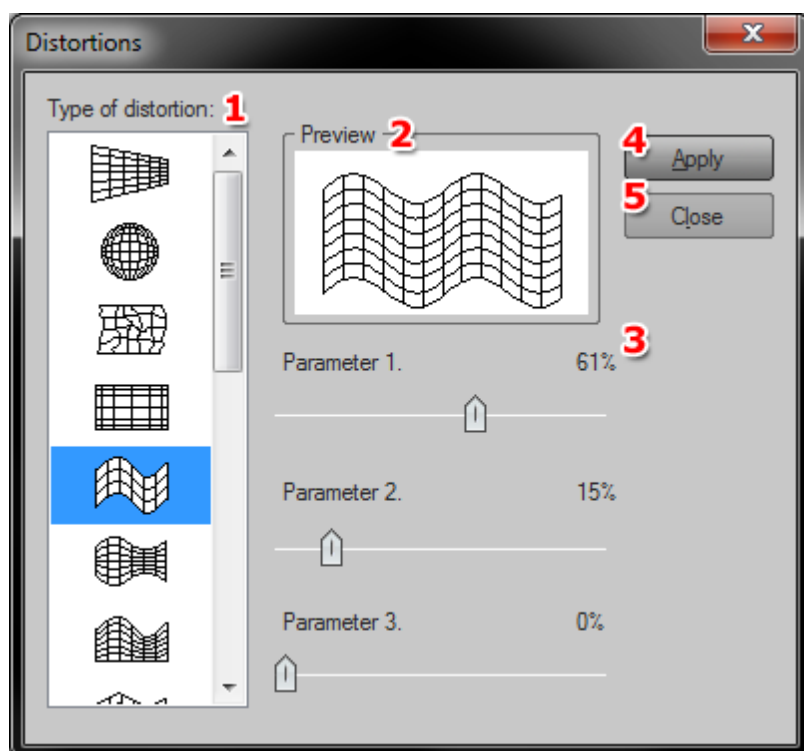 Distortions
Type of distortion: 1
Preview 2
4 Apply
5 Close
3
Parameter 1. 61%
Parameter 2. 15%
Parameter 3. 0%